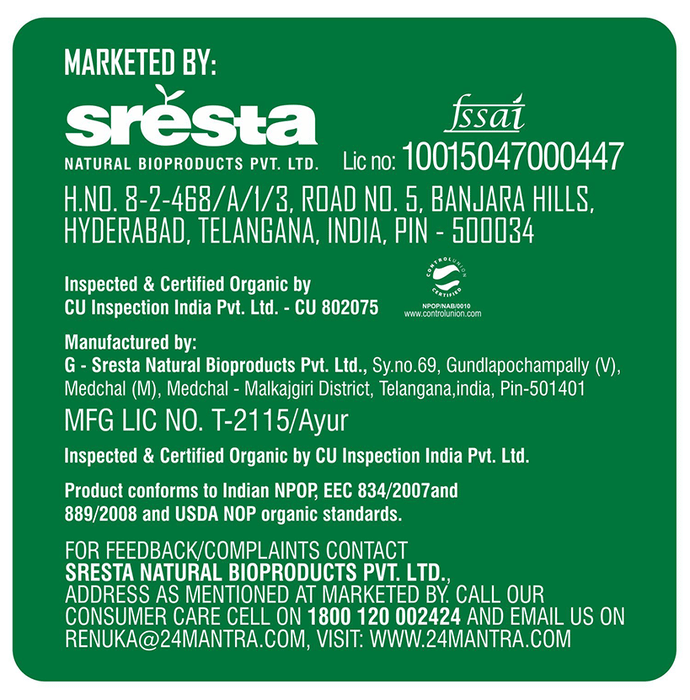 MARKETED BY:
sresta
NATURAL BIOPRODUCTS PVT. LTD.
fssai
Lic no: 10015047000447
H.NO. 8-2-468/A/1/3, ROAD NO. 5, BANJARA HILLS,
HYDERABAD, TELANGANA, INDIA, PIN - 500034
Inspected & Certified Organic by
CU Inspection India Pvt. Ltd. - CU 802075
CONTROLUNION
CERTIFIED
NPOP/NAB/0010
www.controlunion.com
Manufactured by:
G - Sresta Natural Bioproducts Pvt. Ltd., Sy.no.69, Gundlapochampally (V),
Medchal (M), Medchal - Malkajgiri District, Telangana,india, Pin-501401
MFG LIC NO. T-2115/Ayur
Inspected & Certified Organic by CU Inspection India Pvt. Ltd.
Product conforms to Indian NPOP, EEC 834/2007and
889/2008 and USDA NOP organic standards.
FOR FEEDBACK/COMPLAINTS CONTACT
SRESTA NATURAL BIOPRODUCTS PVT. LTD.,
ADDRESS AS MENTIONED AT MARKETED BY. CALL OUR
CONSUMER CARE CELL ON 1800 120 002424 AND EMAIL US ON
RENUKA@24MANTRA.COM, VISIT: WWW.24MANTRA.COM